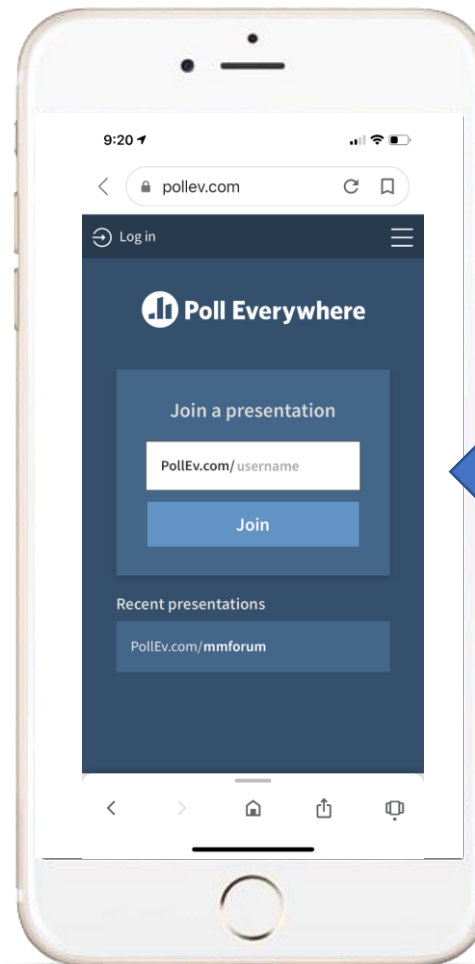 9:20
pollev.com
Log in
Poll Everywhere
Join a presentation
PollEv.com/ username
Join
Recent presentations
PollEv.com/mmforum